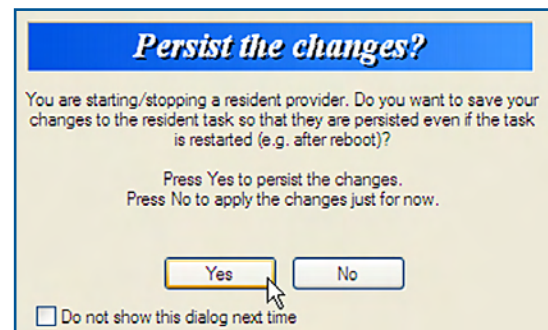 Persist the changes?
You are starting/stopping a resident provider. Do you want to save your
changes to the resident task so that they are persisted even if the task
is restarted (e.g. after reboot)?
Press Yes to persist the changes.
Press No to apply the changes just for now.
Yes
No
Do not show this dialog next time